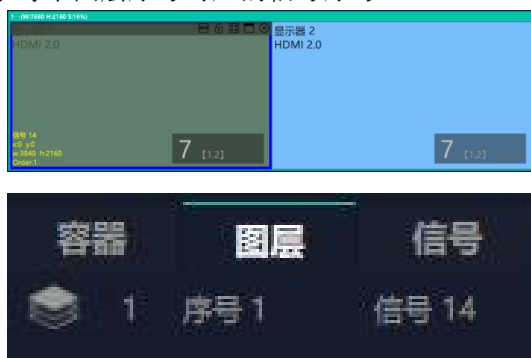 1 - (W:7680 H:2160 S:16%)
显示器 2
HDMI 2.0
HDMI 2.0
信号 14
x:0 y:0
w:3840 h:2160
Order:1
7 【1,2】
7 【1,2】
容器 图层 信号
1 序号 1 信号 14